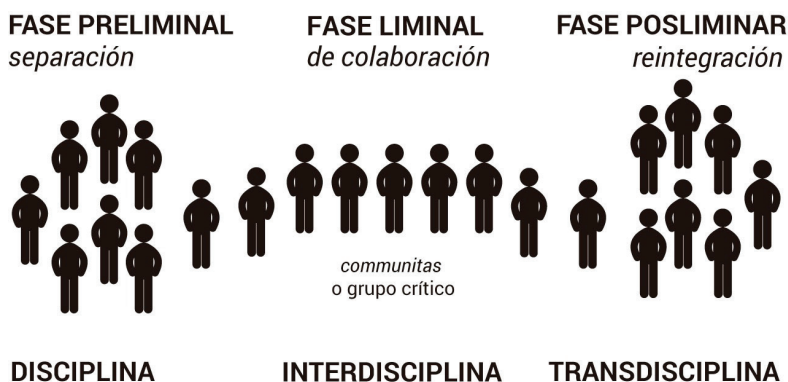 FASE PRELIMINAL
separación
FASE LIMINAL
de colaboración
FASE POSLIMINAR
reintegración
communitas
o grupo crítico
DISCIPLINA
INTERDISCIPLINA
TRANSDISCIPLINA